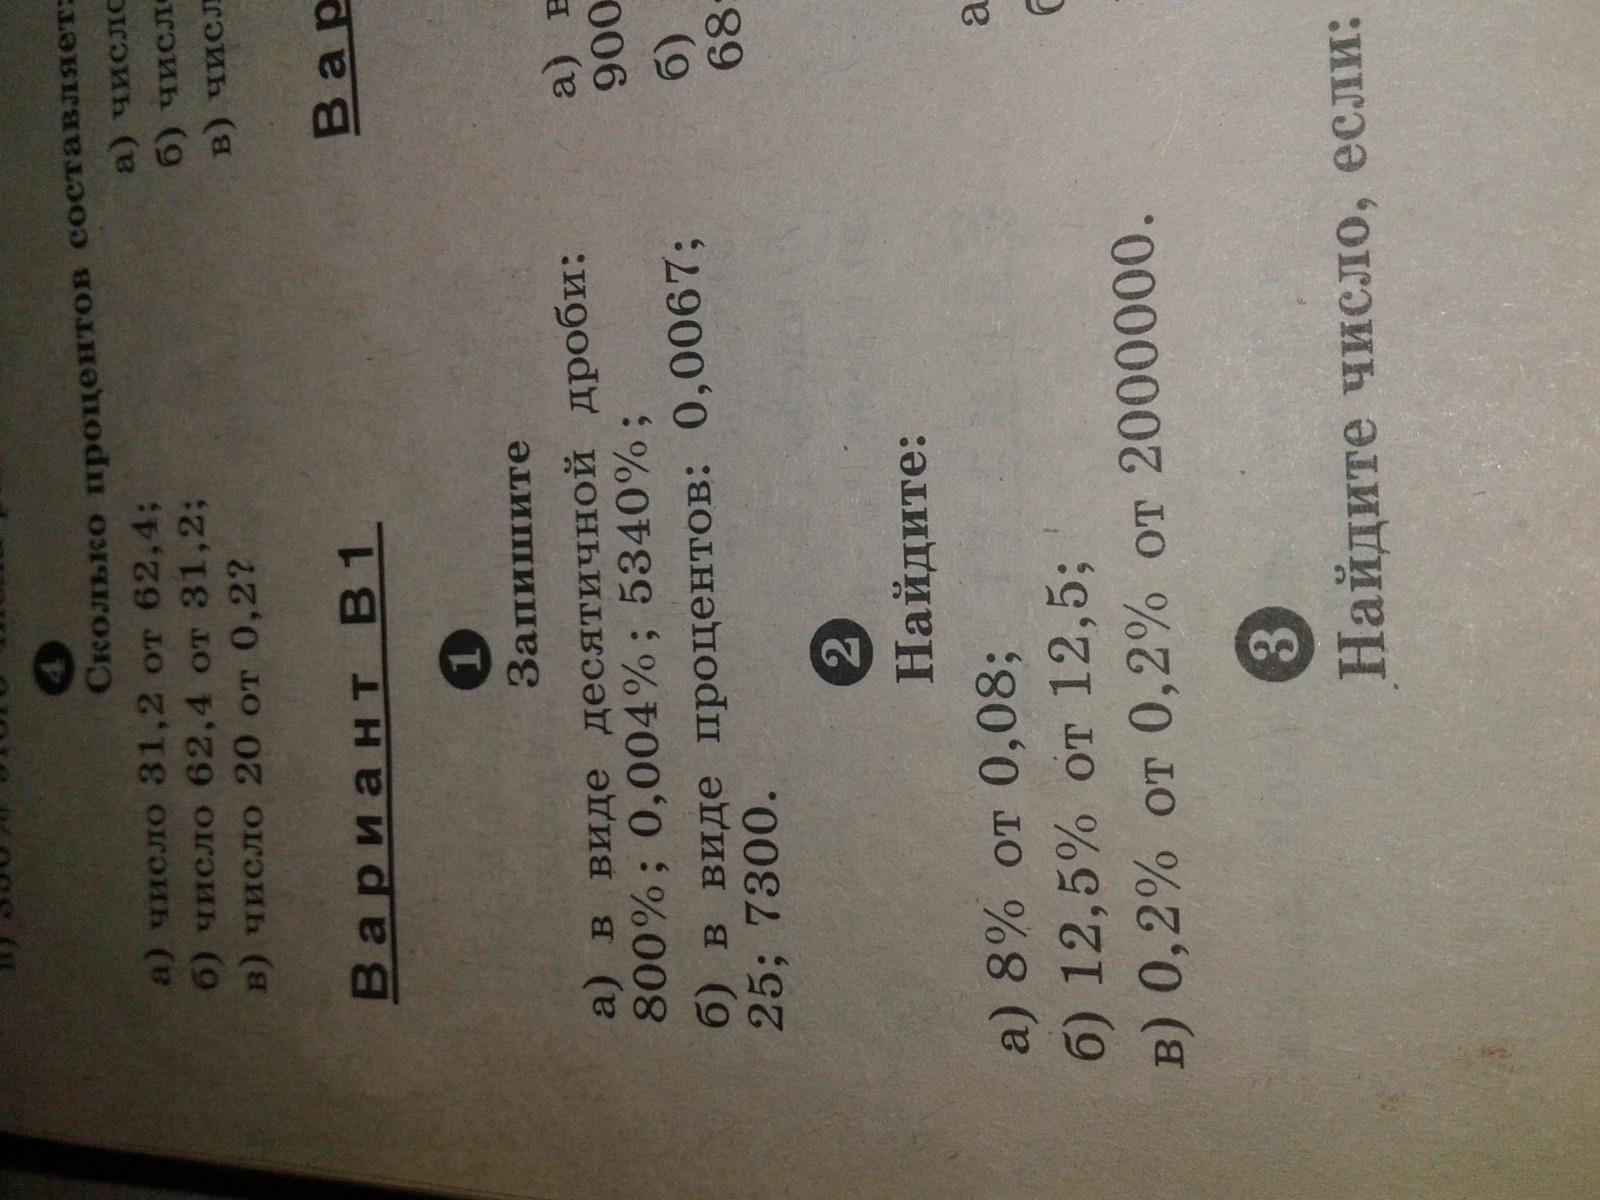 4
Сколько процентов составляет:
а) число 31,2 от 62,4;
б) число 62,4 от 31,2;
в) число 20 от 0,2?
Вариант В1
1
Запишите
а) в виде десятичной дроби:
800%; 0,004%; 5340%;
б) в виде процентов: 0,0067;
25; 7300.
2
Найдите:
а) 8% от 0,08;
б) 12,5% от 12,5;
в) 0,2% от 0,2% от 2000000.
3
Найдите число, если:
а) число
б) число
в) число
а) в
900
б)
68
а
б